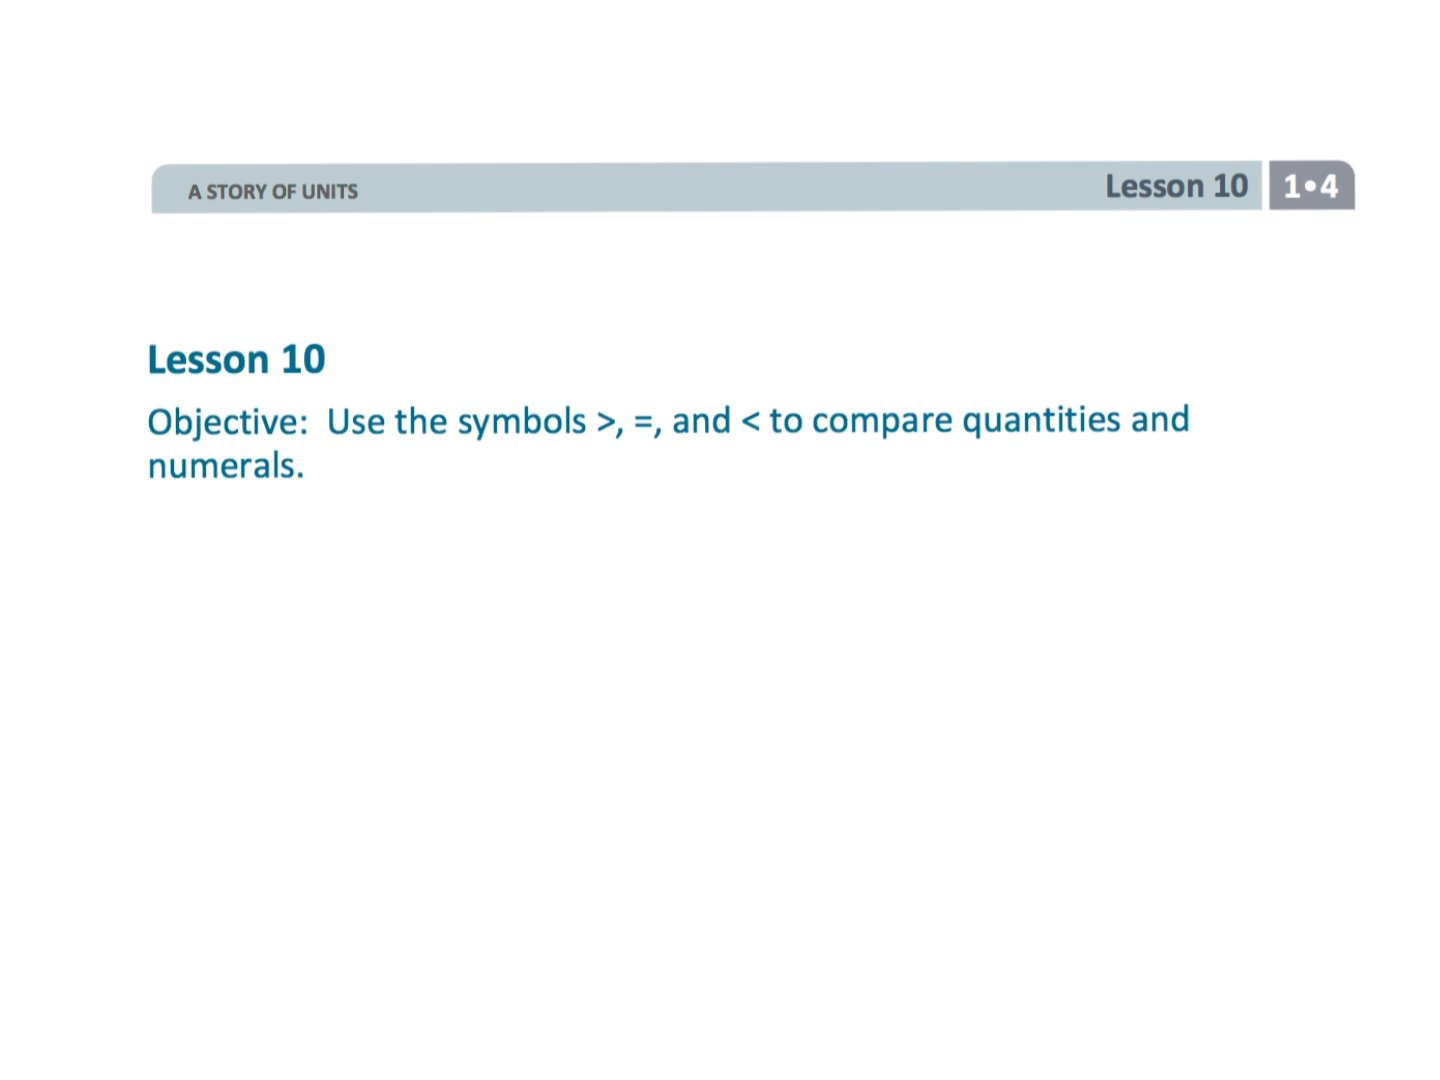 A STORY OF UNITS
Lesson 10 1•4
Lesson 10
Objective:  Use the symbols >, =, and < to compare quantities and
numerals.